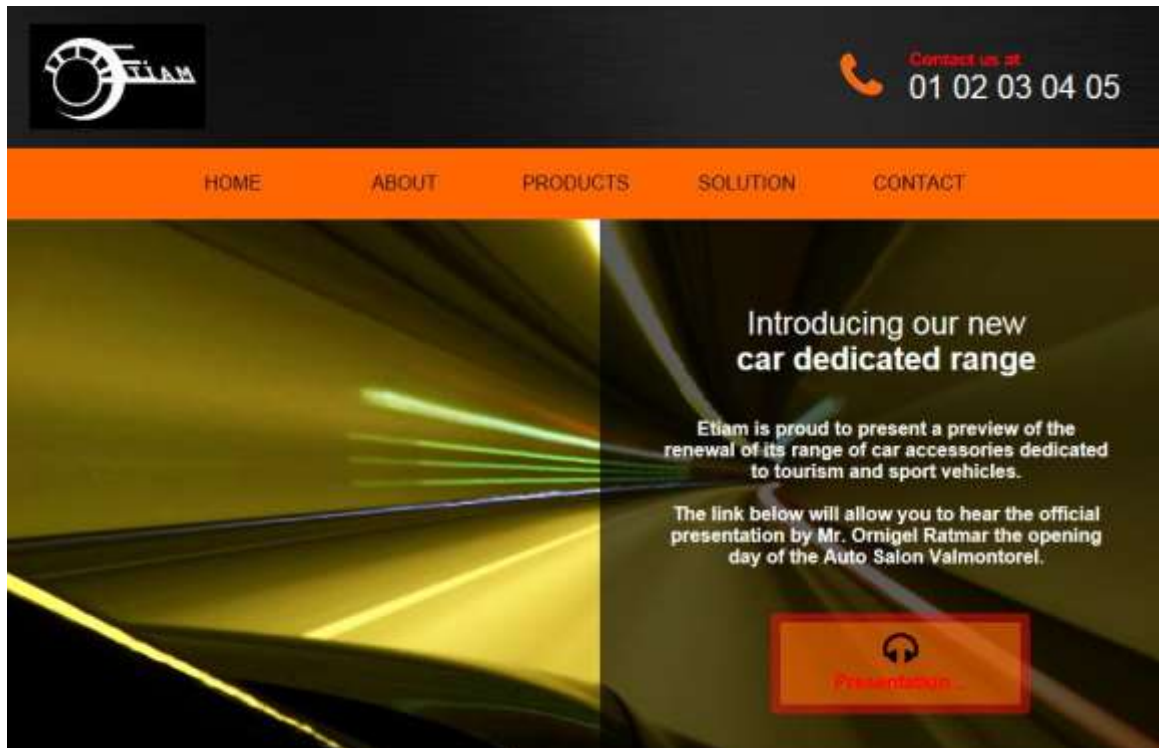 ETIAM
Contact us at
01 02 03 04 05
HOME ABOUT PRODUCTS SOLUTION CONTACT
Introducing our new
car dedicated range
Etiam is proud to present a preview of the
renewal of its range of car accessories dedicated
to tourism and sport vehicles.
The link below will allow you to hear the official
presentation by Mr. Ornigel Ratmar the opening
day of the Auto Salon Valmontorel.
Presentation...